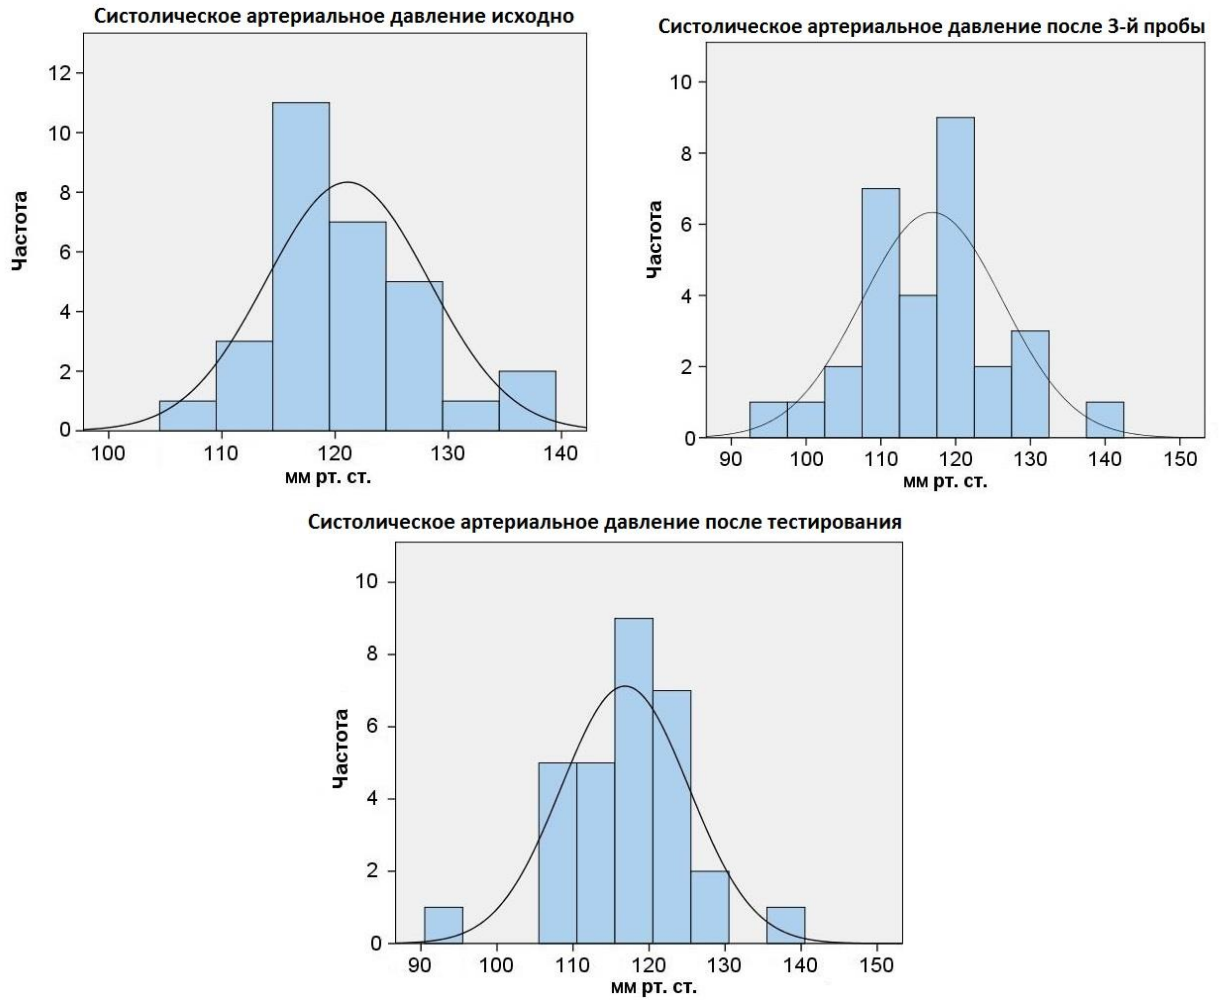 Систолическое артериальное давление исходно
12
10
8
6
4
2
0
Частота
100 110 120 130 140
мм рт. ст.
Систолическое артериальное давление после 3-й пробы
10
8
6
4
2
0
Частота
90 100 110 120 130 140 150
мм рт. ст.
Систолическое артериальное давление после тестирования
10
8
6
4
2
0
Частота
90 100 110 120 130 140 150
мм рт. ст.